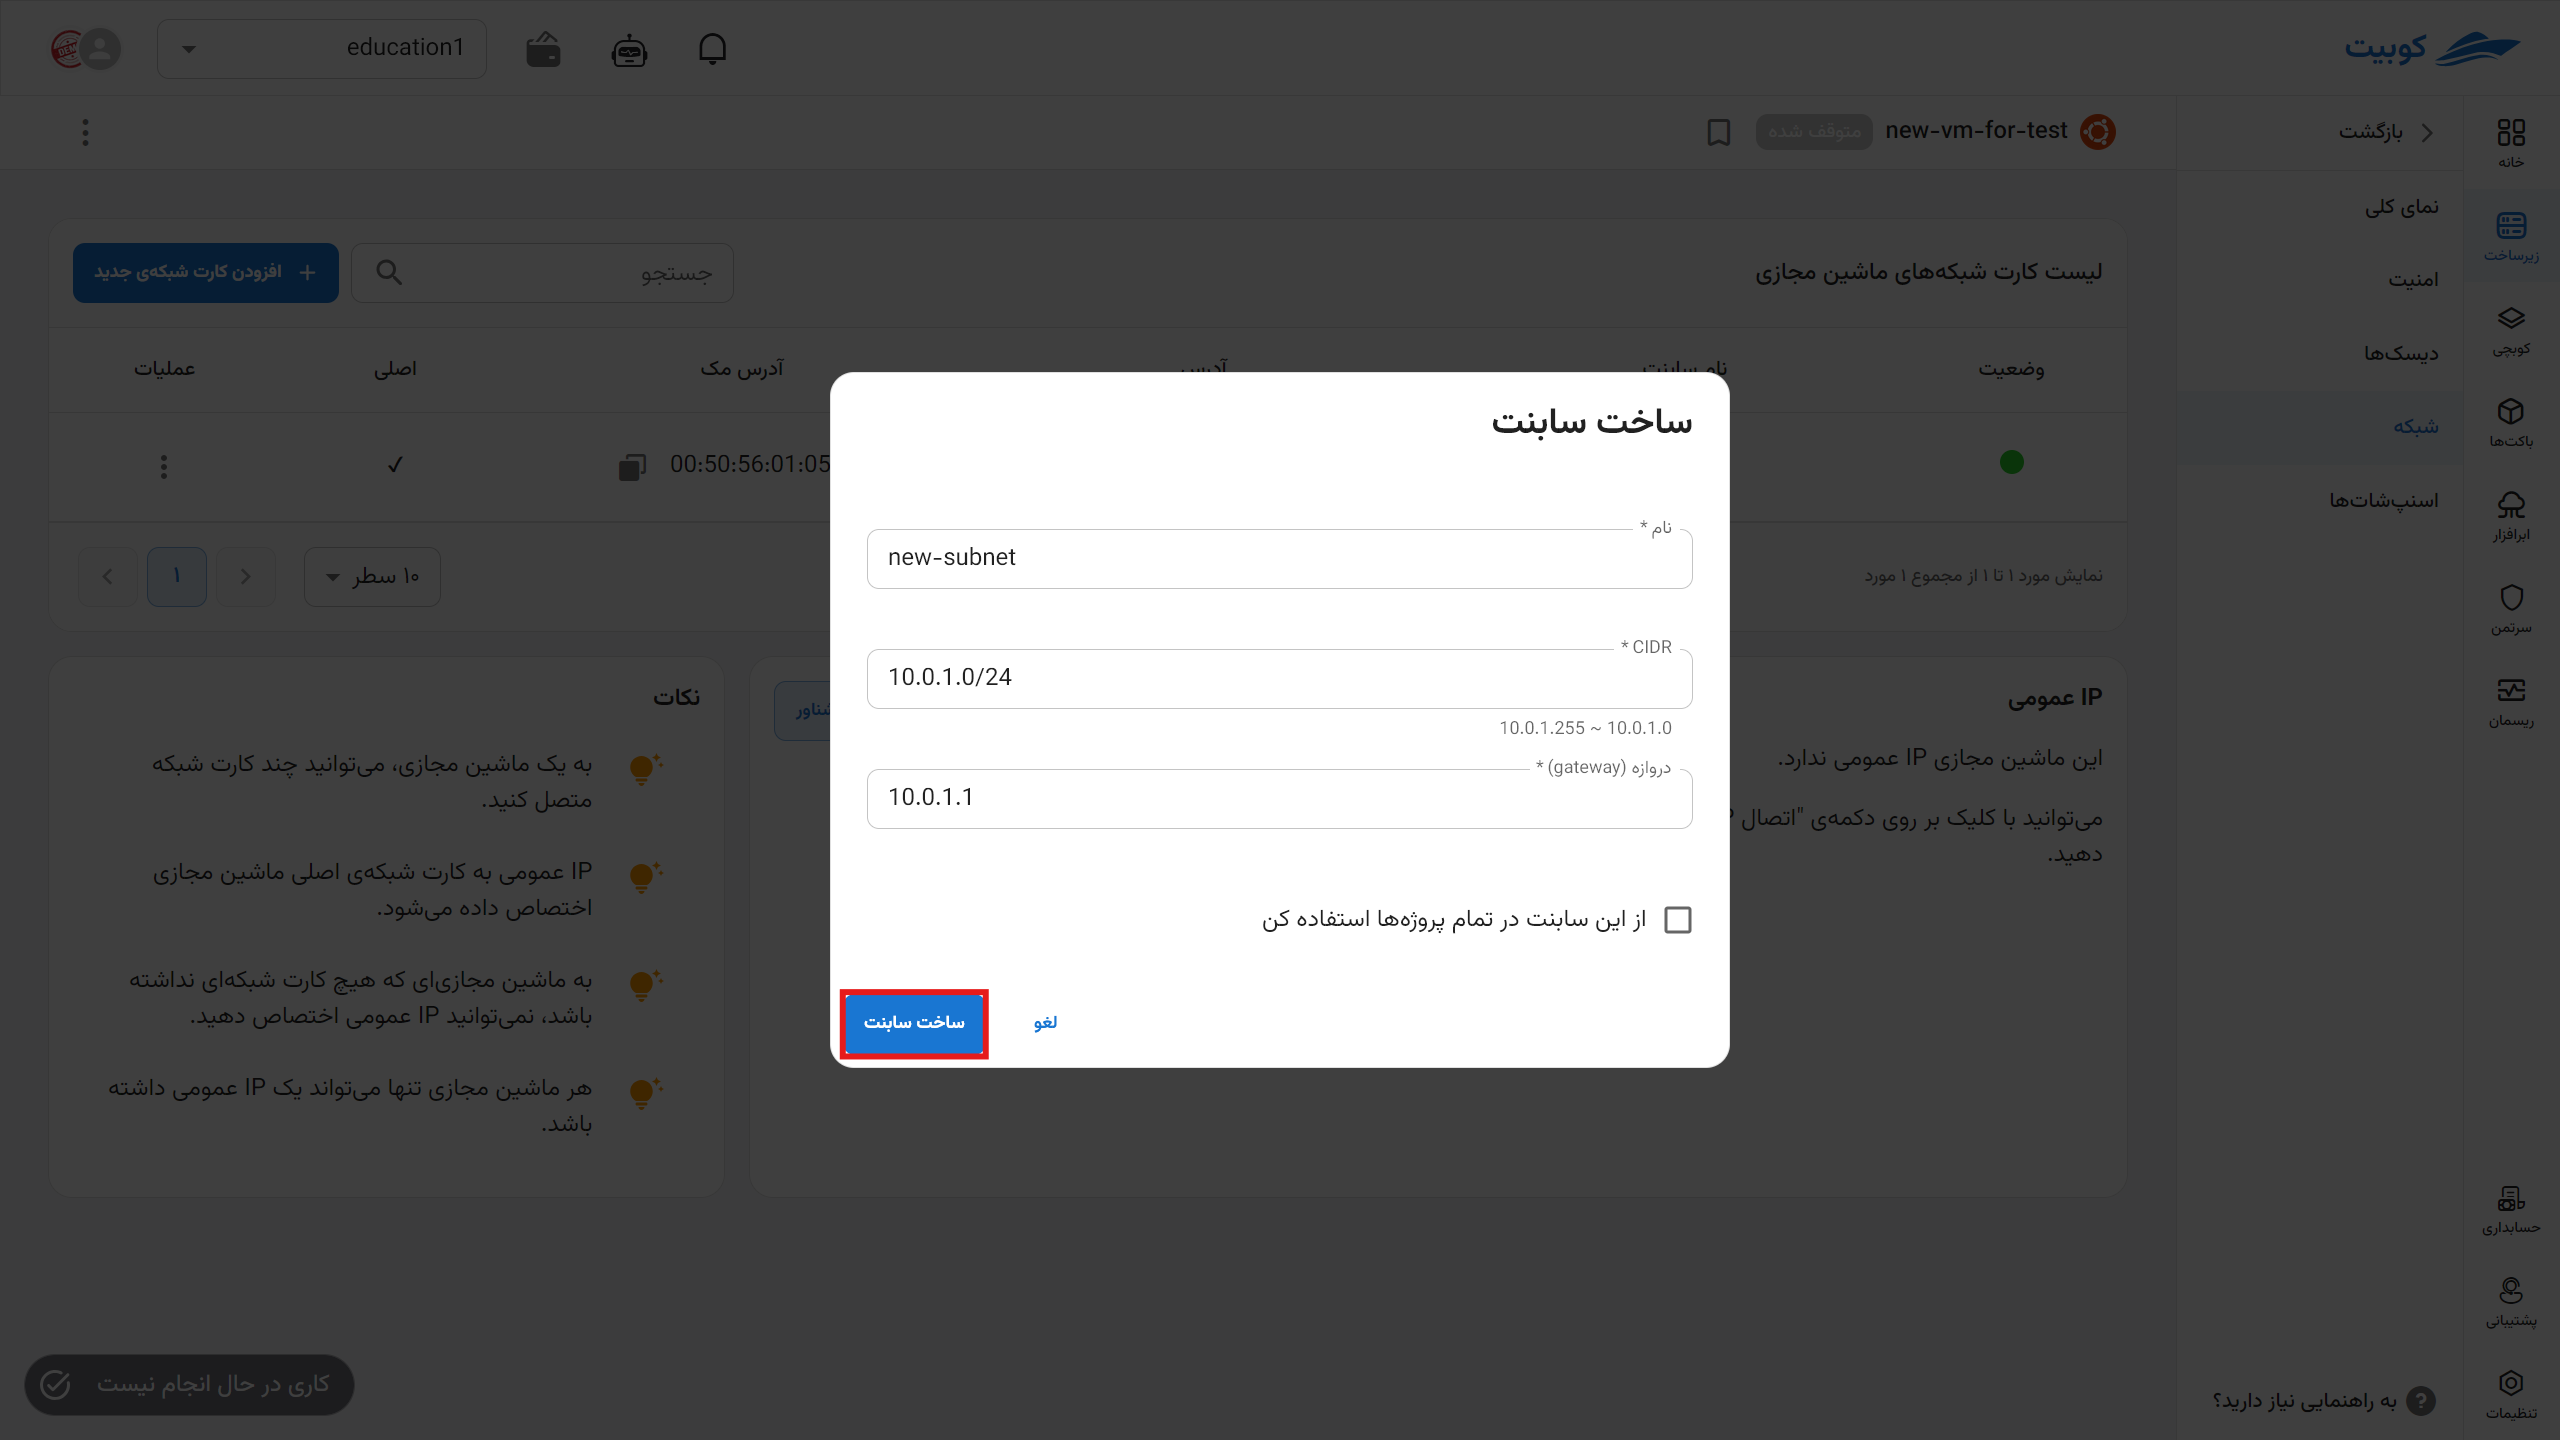 کوبیت
education1
DEMO
خانه
زیرساخت
کوبچی
باکت‌ها
ابرافزار
سرتمن
ریسمان
حسابداری
پشتیبانی
تنظیمات
بازگشت
نمای کلی
امنیت
دیسک‌ها
شبکه
اسنپ‌شات‌ها
به راهنمایی نیاز دارید؟
new-vm-for-test
متوقف شده
لیست کارت شبکه‌های ماشین مجازی
جستجو
+ افزودن کارت شبکه‌ی جدید
وضعیت نام سابنت آدرس آدرس مک اصلی عملیات
00:50:56:01:05
نمایش مورد ۱ تا ۱ از مجموع ۱ مورد
۱۰ سطر
۱
IP عمومی
شناور
این ماشین مجازی IP عمومی ندارد.
می‌توانید با کلیک بر روی دکمه‌ی "اتصال
دهید.
نکات
به یک ماشین مجازی، می‌توانید چند کارت شبکه
متصل کنید.
IP عمومی به کارت شبکه‌ی اصلی ماشین مجازی
اختصاص داده می‌شود.
به ماشین مجازی‌ای که هیچ کارت شبکه‌ای نداشته
باشد، نمی‌توانید IP عمومی اختصاص دهید.
هر ماشین مجازی تنها می‌تواند یک IP عمومی داشته
باشد.
ساخت سابنت
نام *
new-subnet
CIDR *
10.0.1.0/24
10.0.1.255 ~ 10.0.1.0
دروازه (gateway) *
10.0.1.1
از این سابنت در تمام پروژه‌ها استفاده کن
لغو
ساخت سابنت
کاری در حال انجام نیست